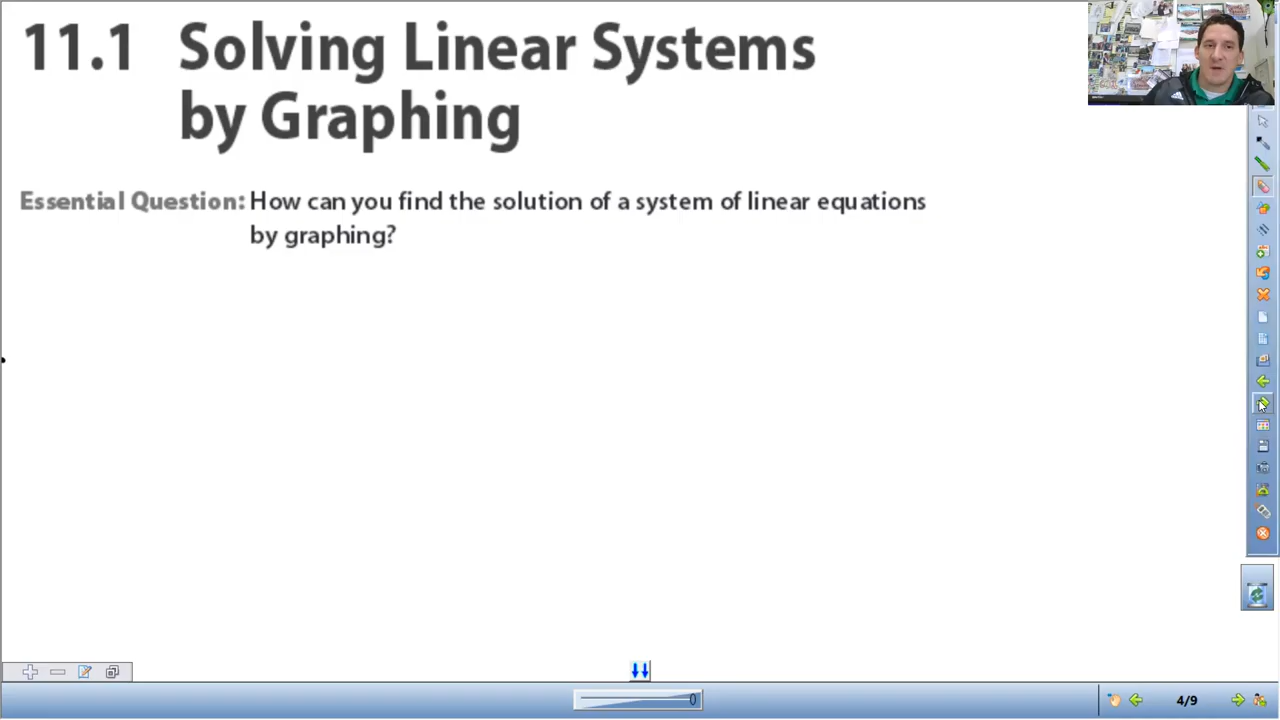 11.1 Solving Linear Systems
by Graphing
Essential Question: How can you find the solution of a system of linear equations
by graphing?
4/9